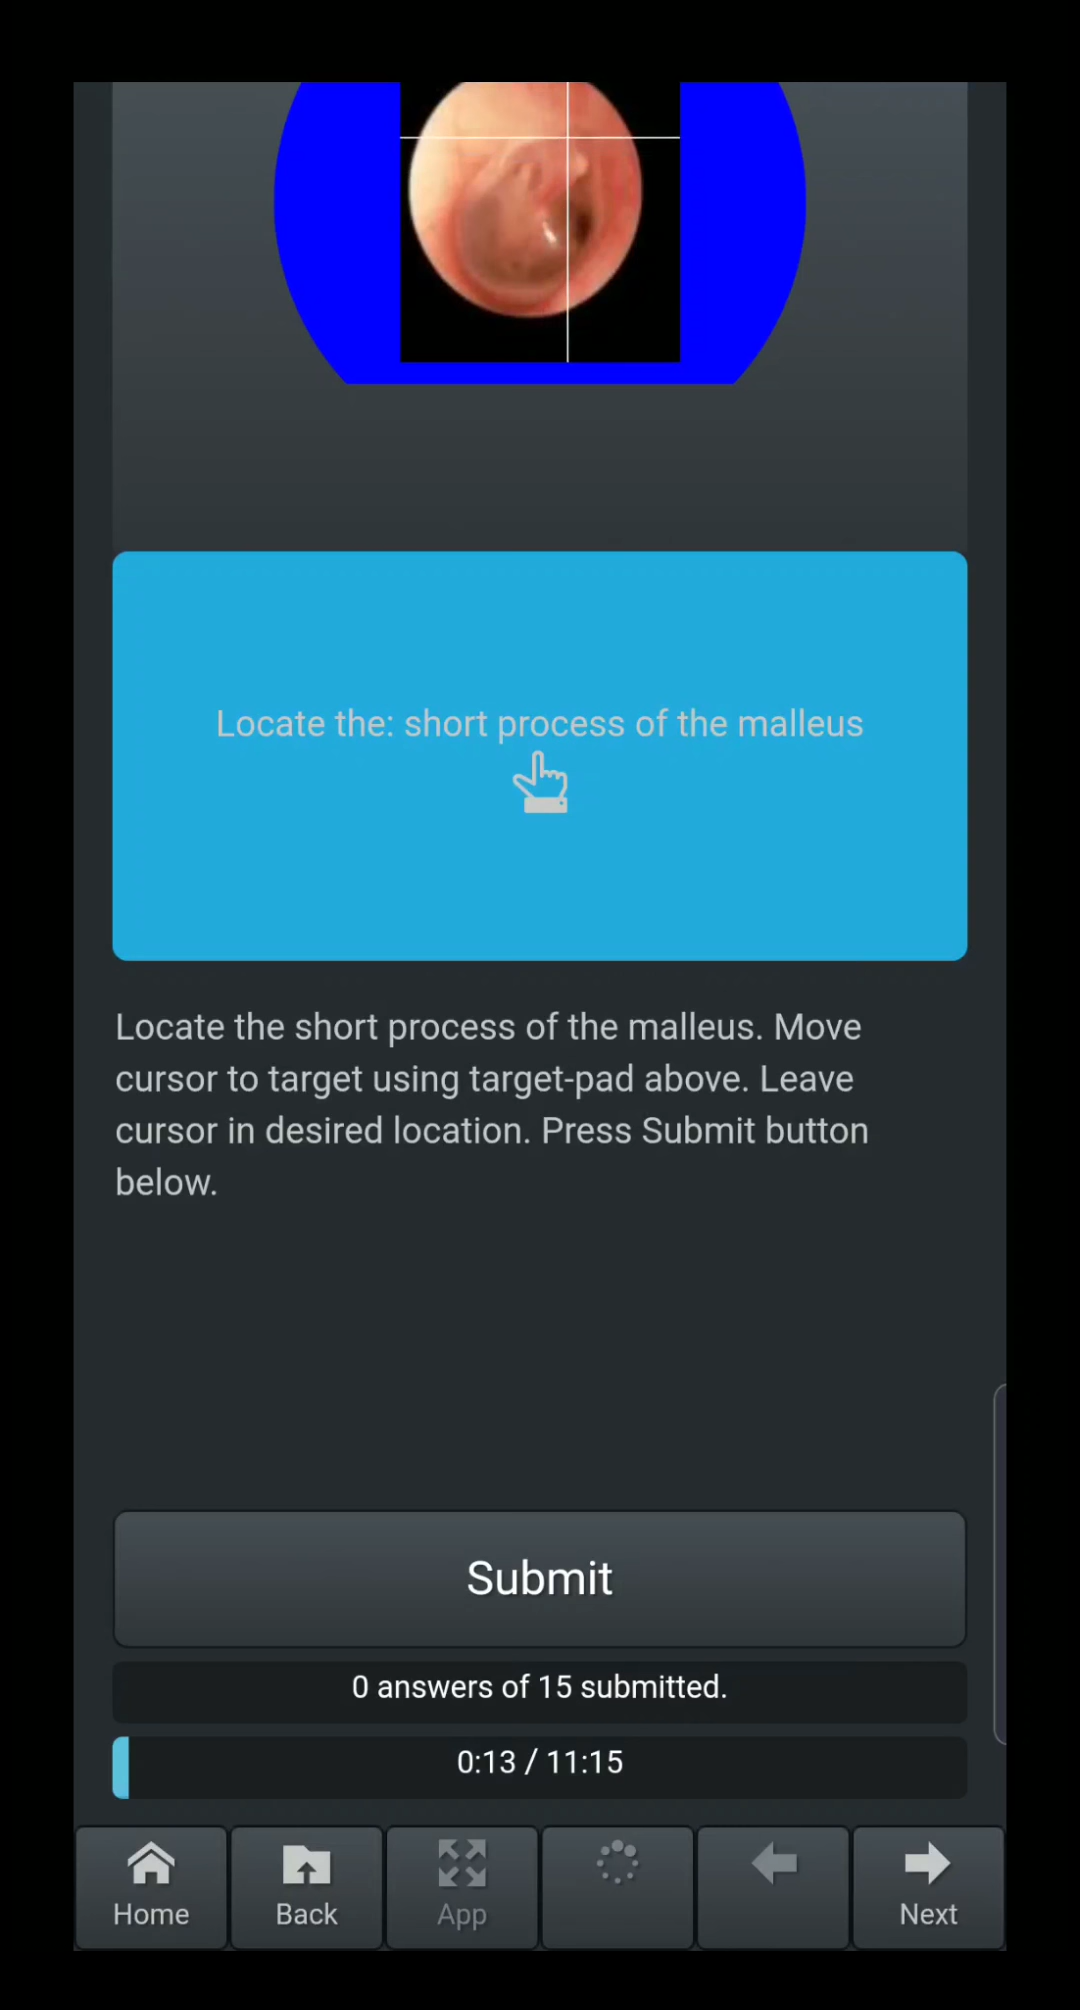 Locate the: short process of the malleus
Locate the short process of the malleus. Move
cursor to target using target-pad above. Leave
cursor in desired location. Press Submit button
below.
Submit
0 answers of 15 submitted.
0:13 / 11:15
Home
Back
App
Next